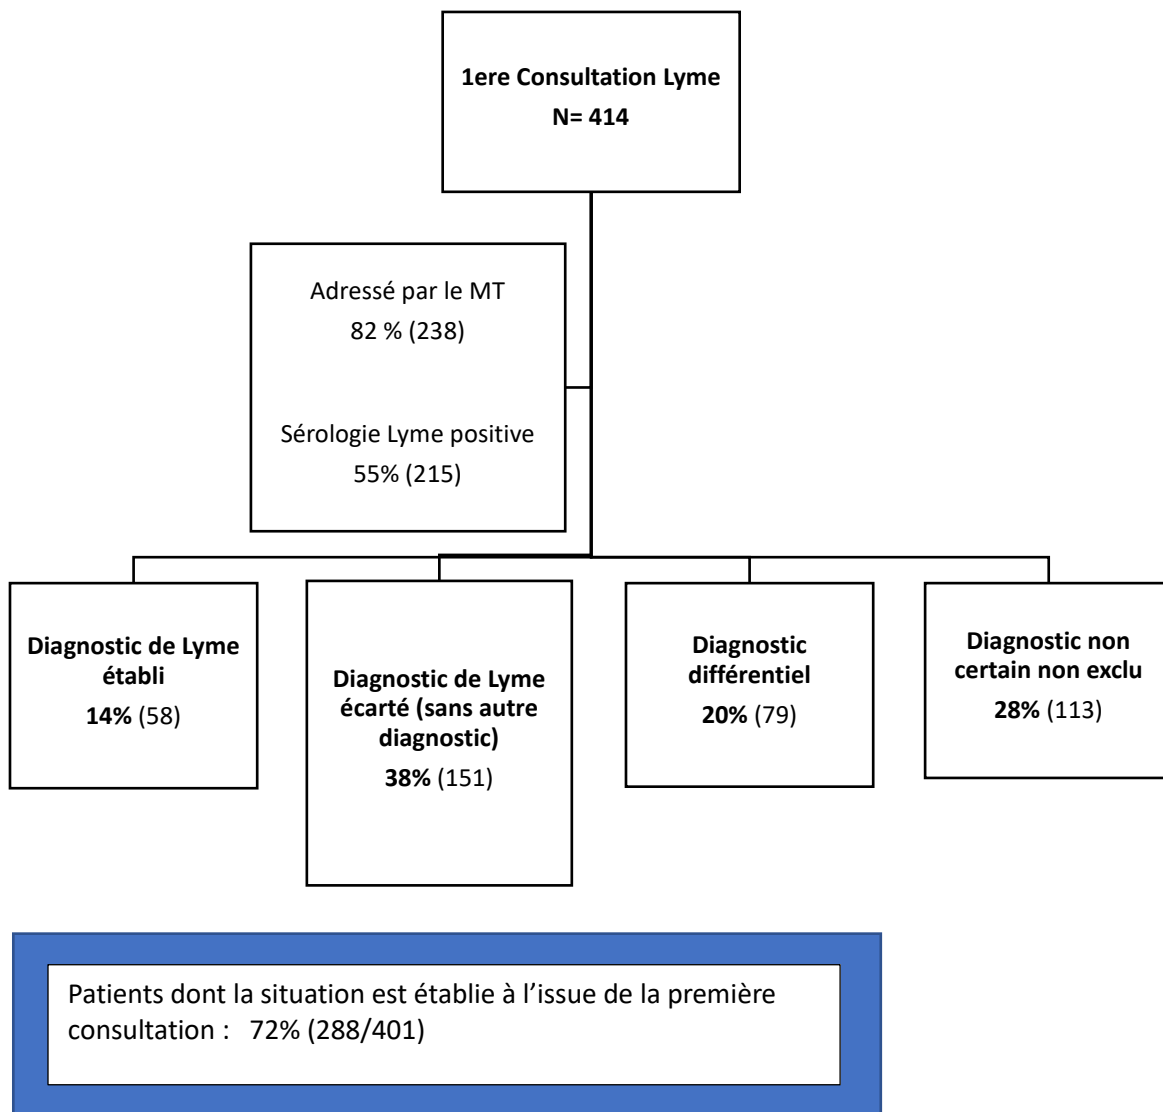 1ere Consultation Lyme
N= 414
Adressé par le MT
82 % (238)
Sérologie Lyme positive
55% (215)
Diagnostic de Lyme
établi
14% (58)
Diagnostic de Lyme
écarté (sans autre
diagnostic)
38% (151)
Diagnostic
différentiel
20% (79)
Diagnostic non
certain non exclu
28% (113)
Patients dont la situation est établie à l’issue de la première
consultation :   72% (288/401)